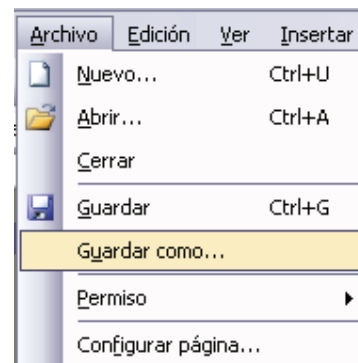 Archivo Edición Ver Insertar
Nuevo... Ctrl+U
Abrir... Ctrl+A
Cerrar
Guardar Ctrl+G
Guardar como...
Permiso
Configurar página...